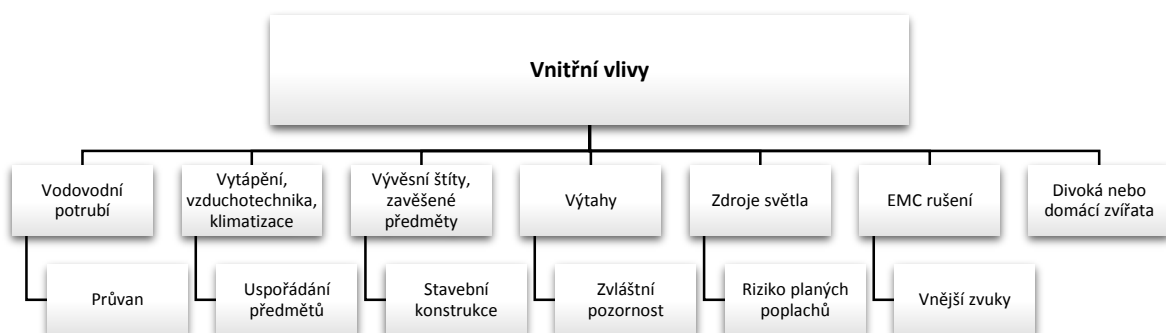 Vnitřní vlivy
Vodovodní
potrubí
Vytápění,
vzduchotechnika,
klimatizace
Vývěsní štíty,
zavěšené
předměty
Výtahy
Zdroje světla
EMC rušení
Divoká nebo
domácí zvířata
Průvan
Uspořádání
předmětů
Stavební
konstrukce
Zvláštní
pozornost
Riziko planých
poplachů
Vnější zvuky